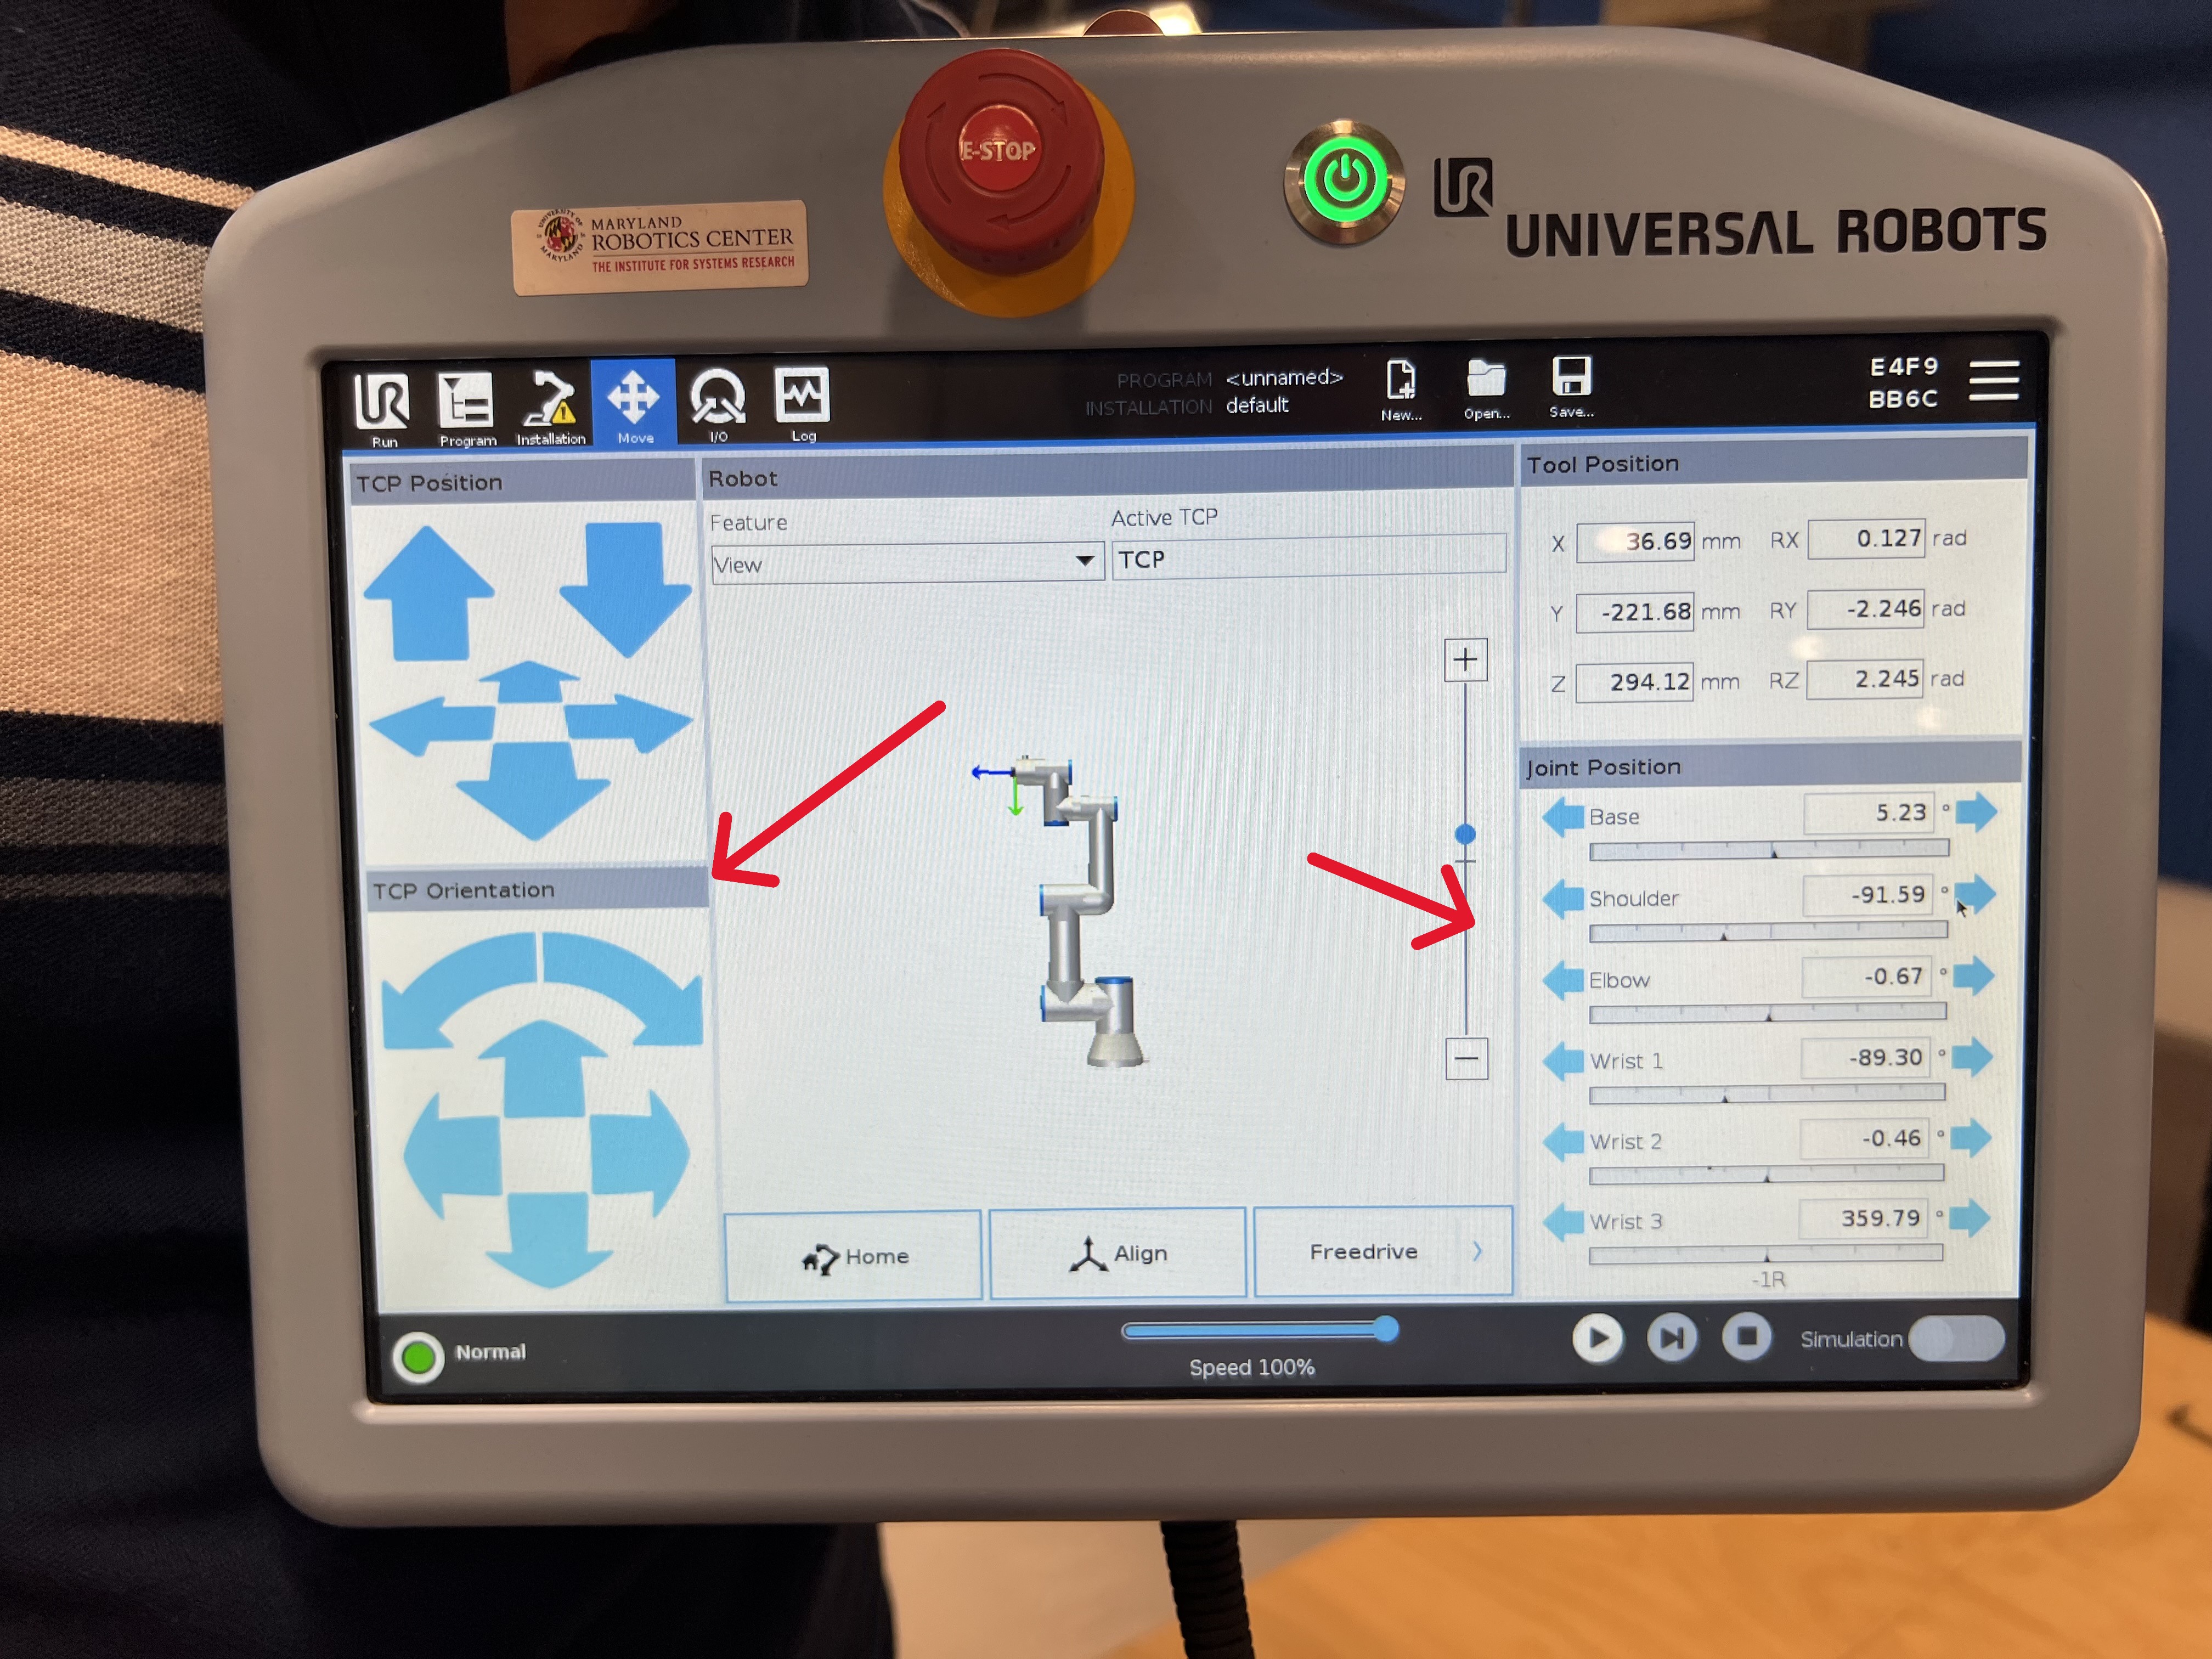 E-STOP
UNIVERSITY OF MARYLAND
MARYLAND
ROBOTICS CENTER
THE INSTITUTE FOR SYSTEMS RESEARCH
UR
UNIVERSAL ROBOTS
Run
Program
Installation
Move
I/O
Log
PROGRAM <unnamed>
INSTALLATION default
New...
Open...
Save...
E4F9
BB6C
TCP Position
TCP Orientation
Robot
Feature
View
Active TCP
TCP
+
−
Home
Align
Freedrive >
Tool Position
X 36.69 mm RX 0.127 rad
Y -221.68 mm RY -2.246 rad
Z 294.12 mm RZ 2.245 rad
Joint Position
Base 5.23 °
Shoulder -91.59 °
Elbow -0.67 °
Wrist 1 -89.30 °
Wrist 2 -0.46 °
Wrist 3 359.79 °
-1R
Normal
Speed 100%
Simulation